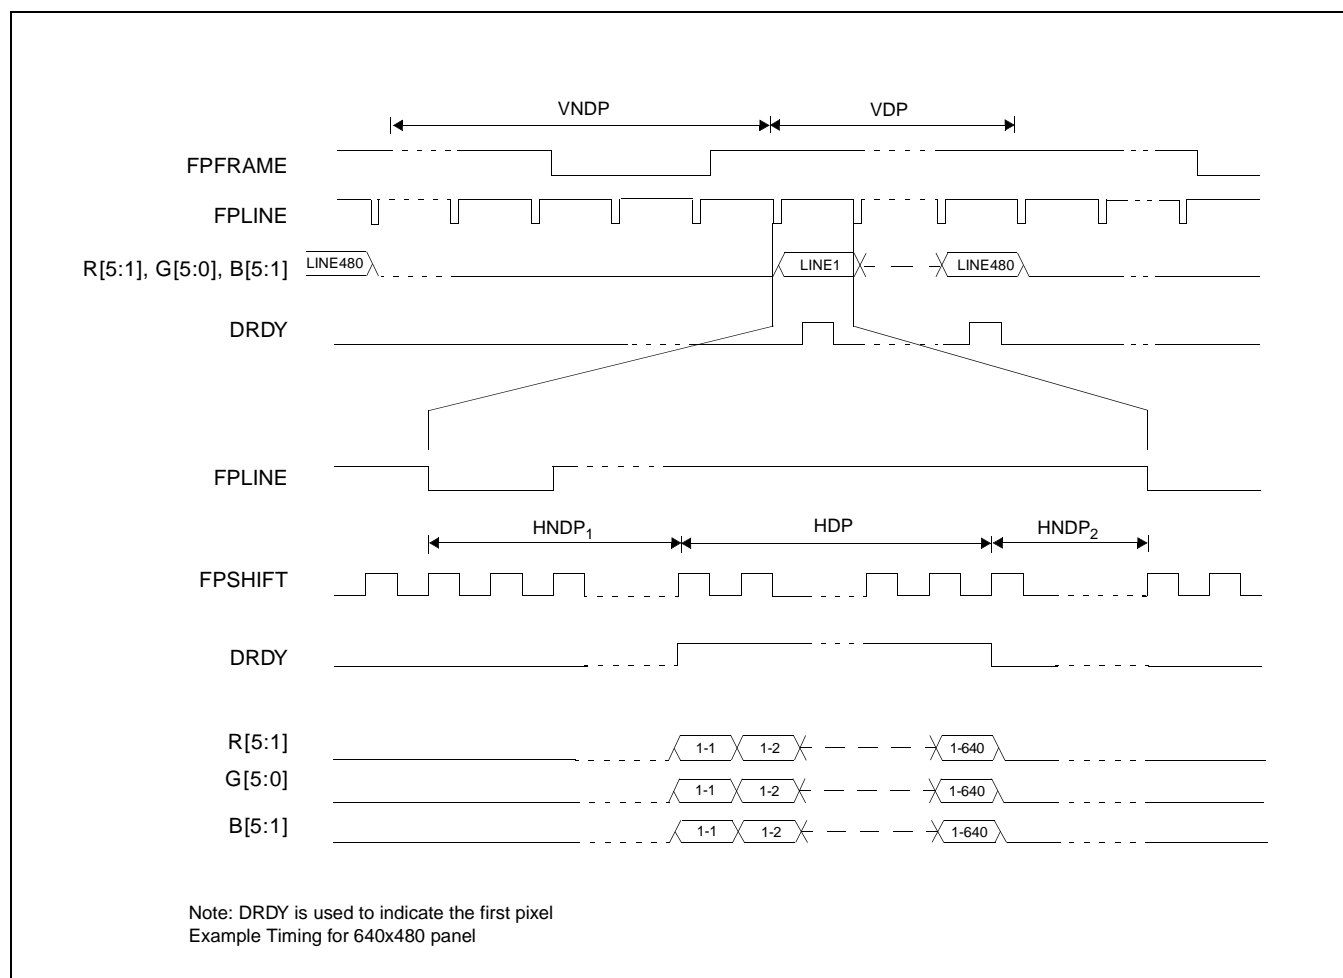 VNDP VDP
FPFRAME
FPLINE
R[5:1], G[5:0], B[5:1] LINE480 LINE1 LINE480
DRDY
FPLINE
HNDP1 HDP HNDP2
FPSHIFT
DRDY
R[5:1] 1-1 1-2 1-640
G[5:0] 1-1 1-2 1-640
B[5:1] 1-1 1-2 1-640
Note: DRDY is used to indicate the first pixel
Example Timing for 640x480 panel